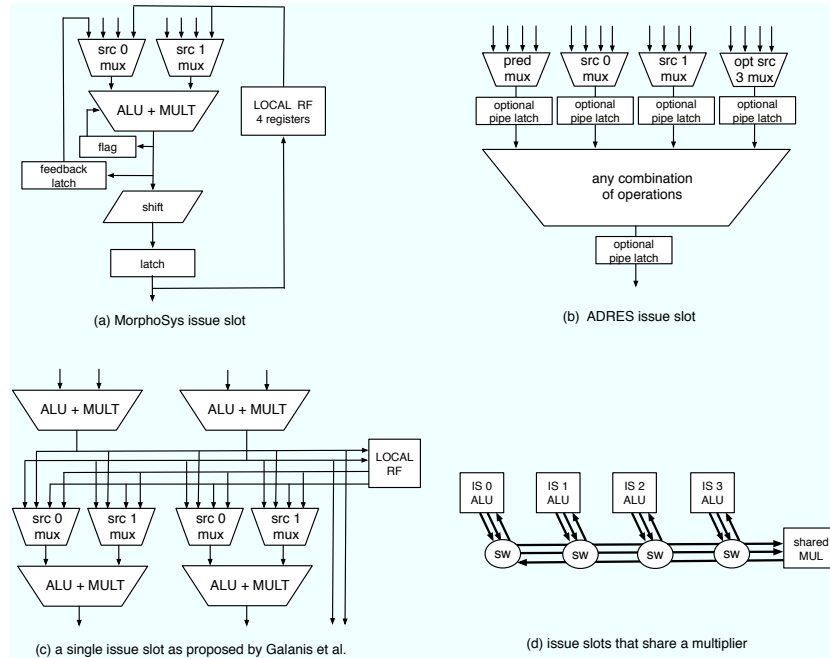 src 0
mux
src 1
mux
ALU + MULT
flag
feedback
latch
shift
latch
LOCAL RF
4 registers
(a) MorphoSys issue slot
pred
mux
src 0
mux
src 1
mux
opt src
3 mux
optional
pipe latch
optional
pipe latch
optional
pipe latch
optional
pipe latch
any combination
of operations
optional
pipe latch
(b) ADRES issue slot
ALU + MULT
ALU + MULT
LOCAL
RF
src 0
mux
src 1
mux
src 0
mux
src 1
mux
ALU + MULT
ALU + MULT
(c) a single issue slot as proposed by Galanis et al.
IS 0
ALU
IS 1
ALU
IS 2
ALU
IS 3
ALU
sw
sw
sw
sw
shared
MUL
(d) issue slots that share a multiplier